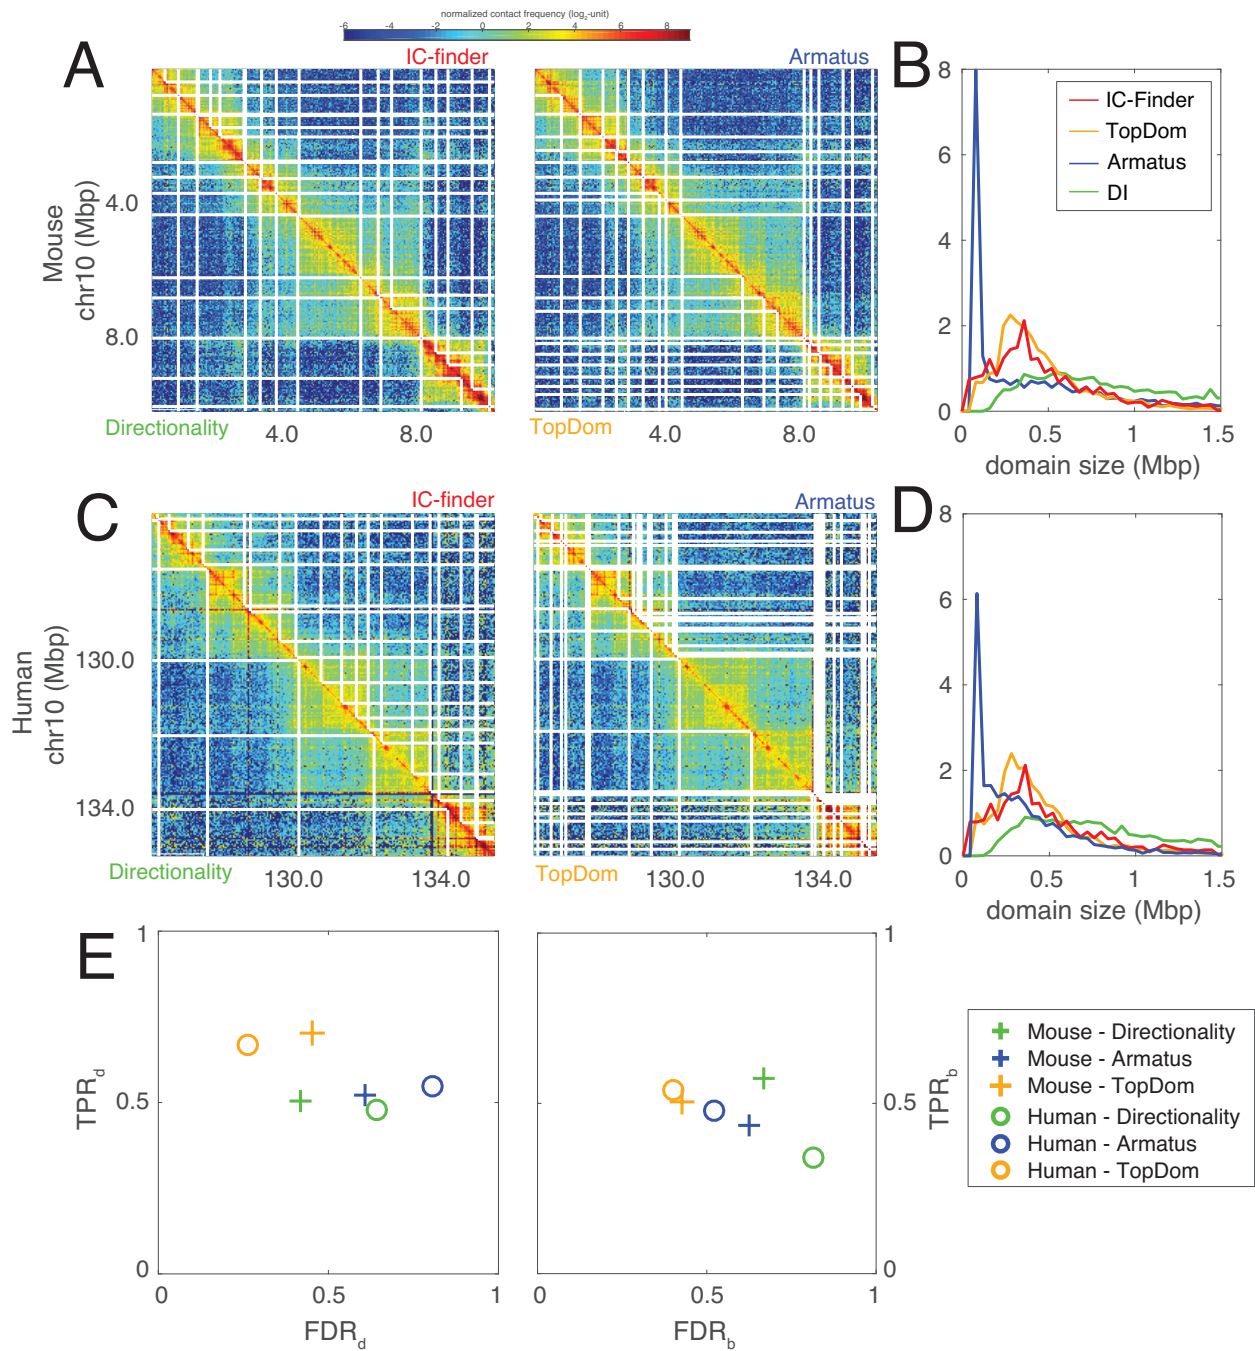 normalized contact frequency (log2-unit)
-6 -4 -2 0 2 4 6 8
A
IC-finder
Armatus
B
Mouse
chr10 (Mbp)
4.0
8.0
Directionality
4.0 8.0
TopDom
4.0 8.0
8
6
4
2
0
IC-Finder
TopDom
Armatus
DI
0 0.5 1 1.5
domain size (Mbp)
C
IC-finder
Armatus
D
Human
chr10 (Mbp)
130.0
134.0
Directionality
130.0 134.0
TopDom
130.0 134.0
8
6
4
2
0
0 0.5 1 1.5
domain size (Mbp)
E
1
0.5
0
TPRd
0 0.5 1
FDRd
1
0.5
0
TPRb
0 0.5 1
FDRb
Mouse - Directionality
Mouse - Armatus
Mouse - TopDom
Human - Directionality
Human - Armatus
Human - TopDom